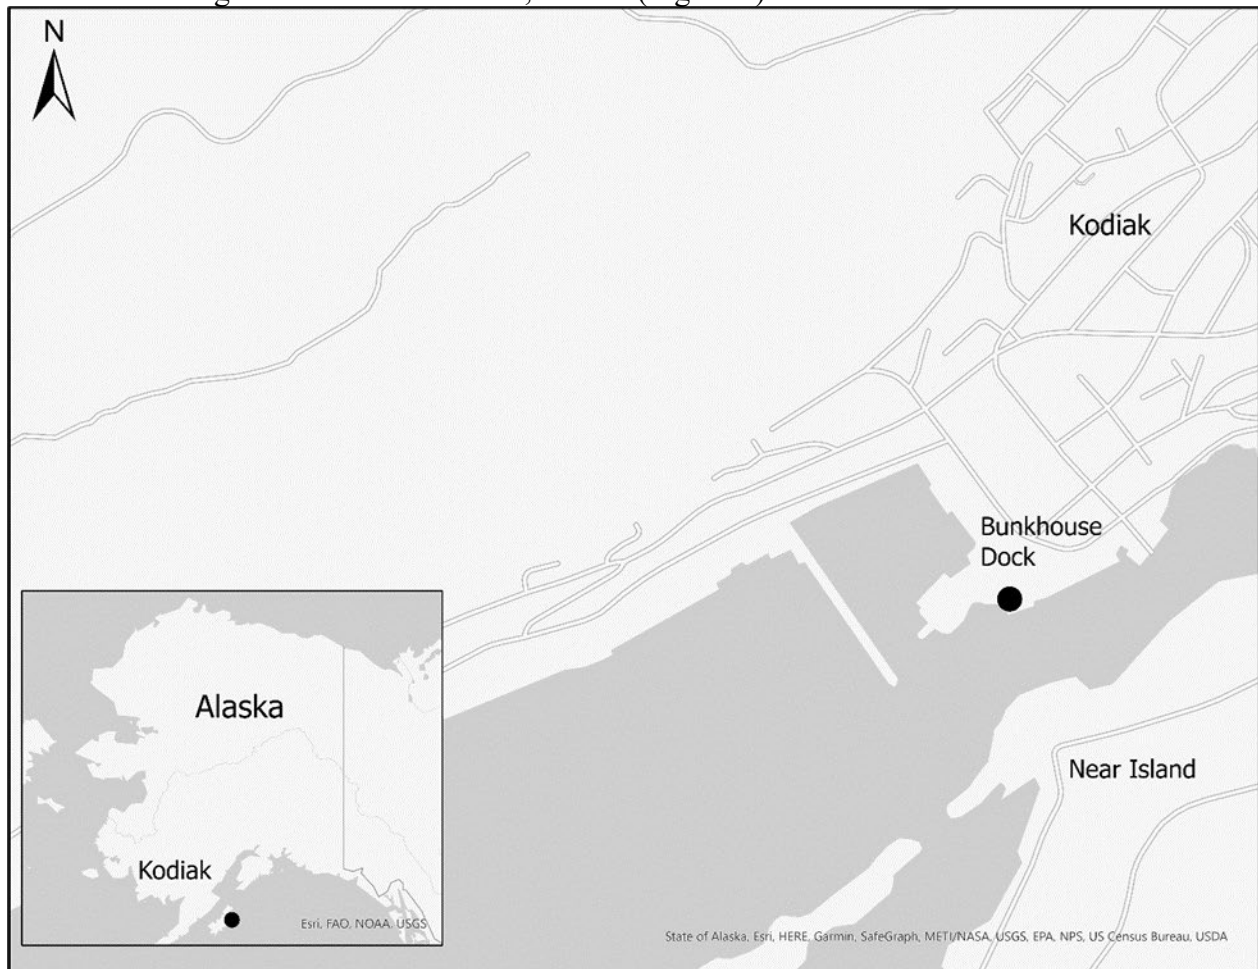 N
Kodiak
Bunkhouse
Dock
Near Island
Alaska
Kodiak
Esri, FAO, NOAA, USGS
State of Alaska, Esri, HERE, Garmin, SafeGraph, METI/NASA, USGS, EPA, NPS, US Census Bureau, USDA